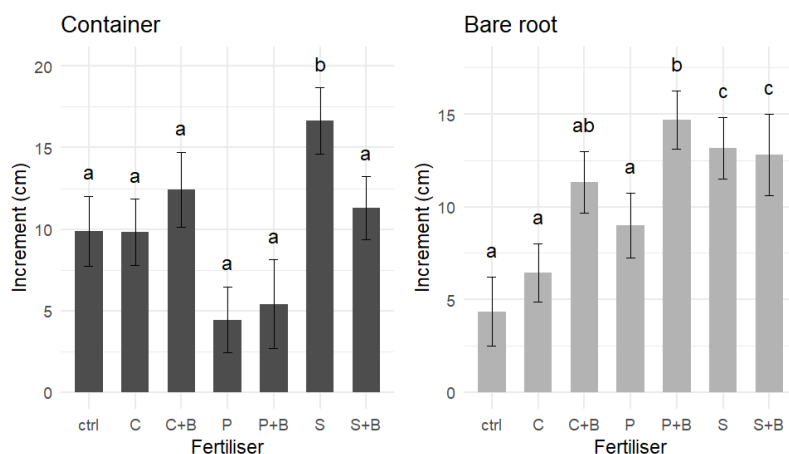 Container
Increment (cm)
20
15
10
5
0
a
a
a
a
a
b
a
ctrl C C+B P P+B S S+B
Fertiliser
Bare root
Increment (cm)
15
10
5
0
a
a
ab
a
b
c
c
ctrl C C+B P P+B S S+B
Fertiliser